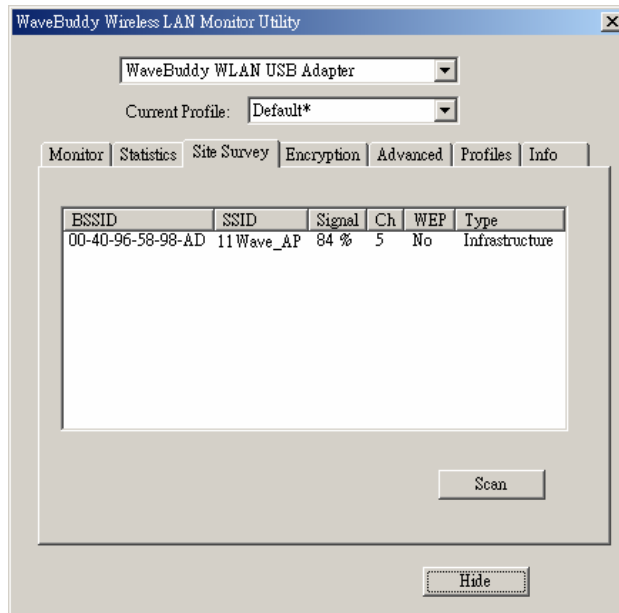 WaveBuddy Wireless LAN Monitor Utility
WaveBuddy WLAN USB Adapter
Current Profile: Default*
Monitor Statistics Site Survey Encryption Advanced Profiles Info
BSSID SSID Signal Ch WEP Type
00-40-96-58-98-AD 11Wave_AP 84 % 5 No Infrastructure
Scan
Hide